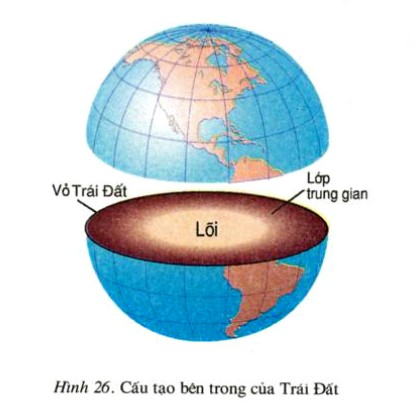 Vỏ Trái Đất
Lớp
trung gian
Lõi
Hình 26. Cấu tạo bên trong của Trái Đất